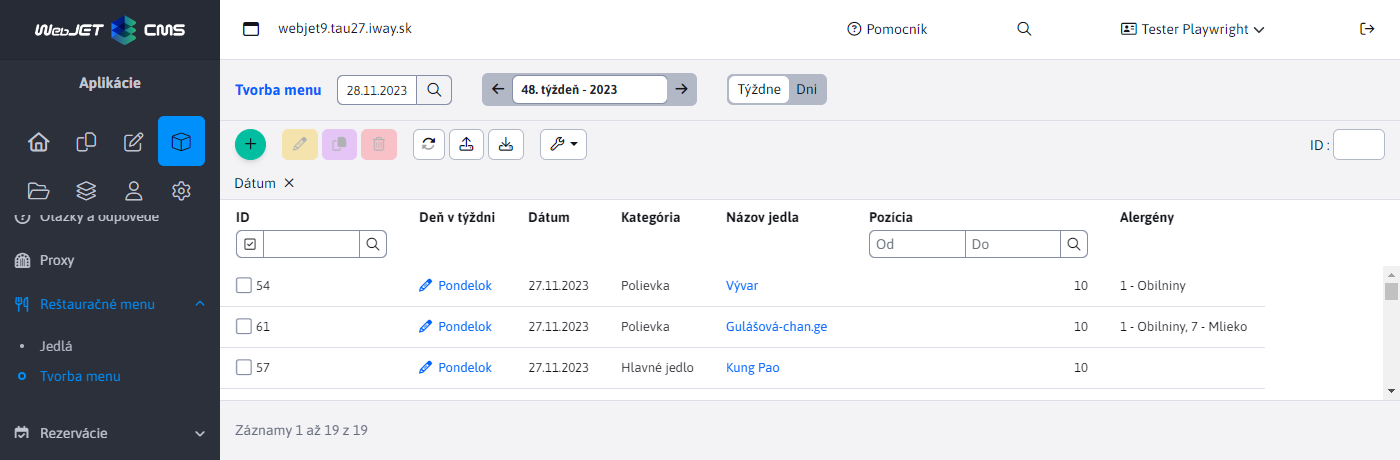 WebJET CMS
webjet9.tau27.iway.sk
Pomocník
Tester Playwright
Aplikácie
Otázky a odpovede
Proxy
Reštauračné menu
Jedlá
Tvorba menu
Rezervácie
Tvorba menu
28.11.2023
48. týždeň - 2023
Týždne
Dni
ID :
Dátum
ID Deň v týždni Dátum Kategória Názov jedla Pozícia Alergény
Od Do
54 Pondelok 27.11.2023 Polievka Vývar 10 1 - Obilniny
61 Pondelok 27.11.2023 Polievka Gulášová-chan.ge 10 1 - Obilniny, 7 - Mlieko
57 Pondelok 27.11.2023 Hlavné jedlo Kung Pao 10
Záznamy 1 až 19 z 19